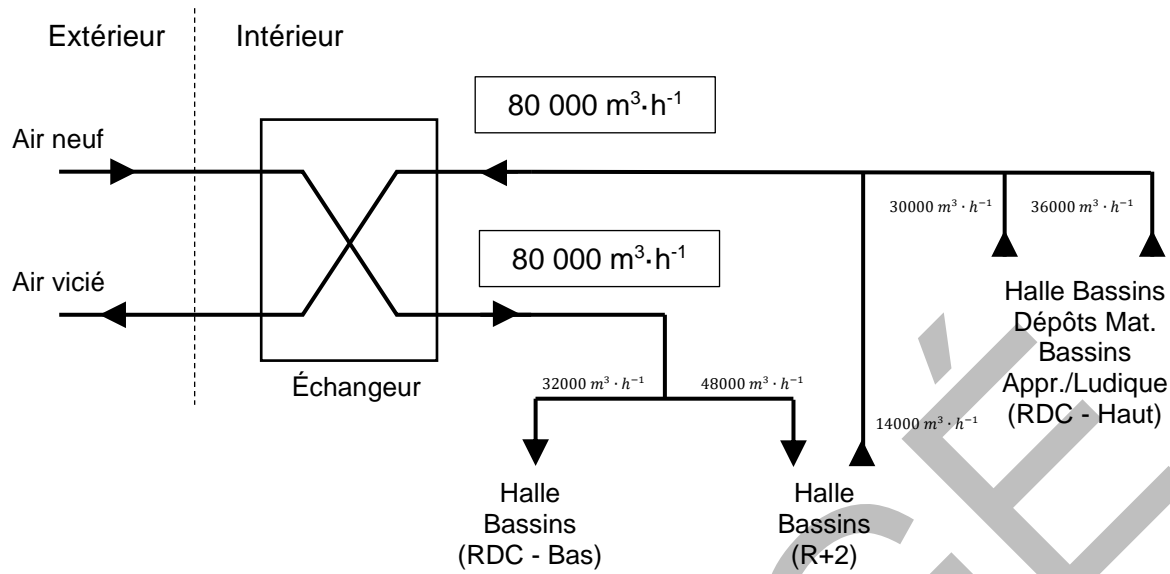 Extérieur
Intérieur
80 000 m³·h⁻¹
Air neuf
30000 m³ · h⁻¹
36000 m³ · h⁻¹
80 000 m³·h⁻¹
Air vicié
Halle Bassins
Dépôts Mat.
Bassins
Appr./Ludique
(RDC - Haut)
Échangeur
32000 m³ · h⁻¹
48000 m³ · h⁻¹
14000 m³ · h⁻¹
Halle
Bassins
(RDC - Bas)
Halle
Bassins
(R+2)